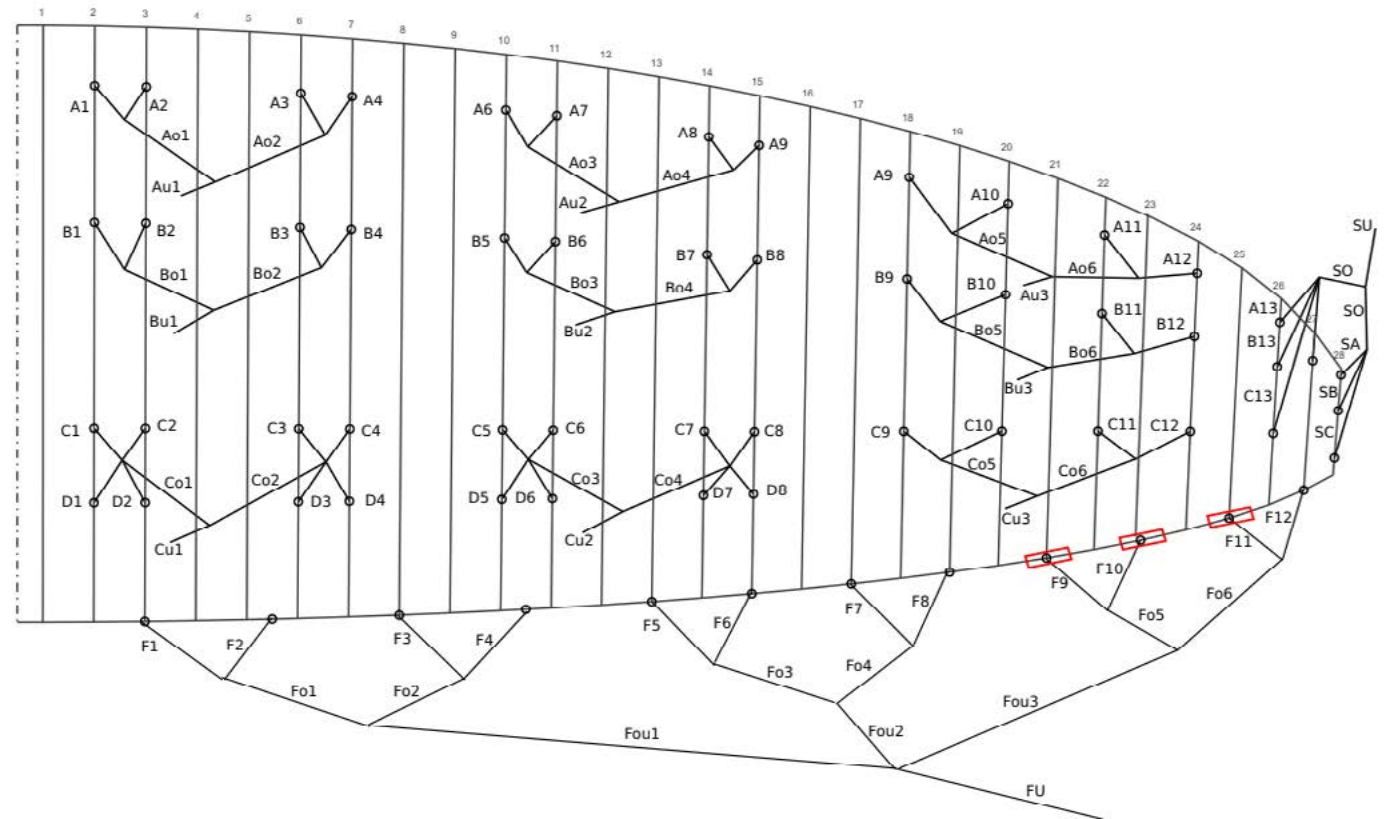 1 2 3 4 5 6 7 8 9 10 11 12 13 14 15 16 17 18 19 20 21 22 23 24 25 26 28
A1 A2 A3 A4 A6 A7 A8 A9 A9 A10 A11 A12 A13
Ao1 Ao2 Ao3 Ao4 Ao5 Ao6
Au1 Au2 Au3
SU
SO
SO
SA
SB
SC
B1 B2 B3 B4 B5 B6 B7 B8 B9 B10 B11 B12 B13
Bo1 Bo2 Bo3 Bo4 Bo5 Bo6
Bu1 Bu2 Bu3
C1 C2 C3 C4 C5 C6 C7 C8 C9 C10 C11 C12 C13
Co1 Co2 Co3 Co4 Co5 Co6
D1 D2 D3 D4 D5 D6 D7 D8
Cu1 Cu2 Cu3
F1 F2 F3 F4 F5 F6 F7 F8 F9 F10 F11 F12
Fo1 Fo2 Fo3 Fo4 Fo5 Fo6
Fou1 Fou2 Fou3
FU